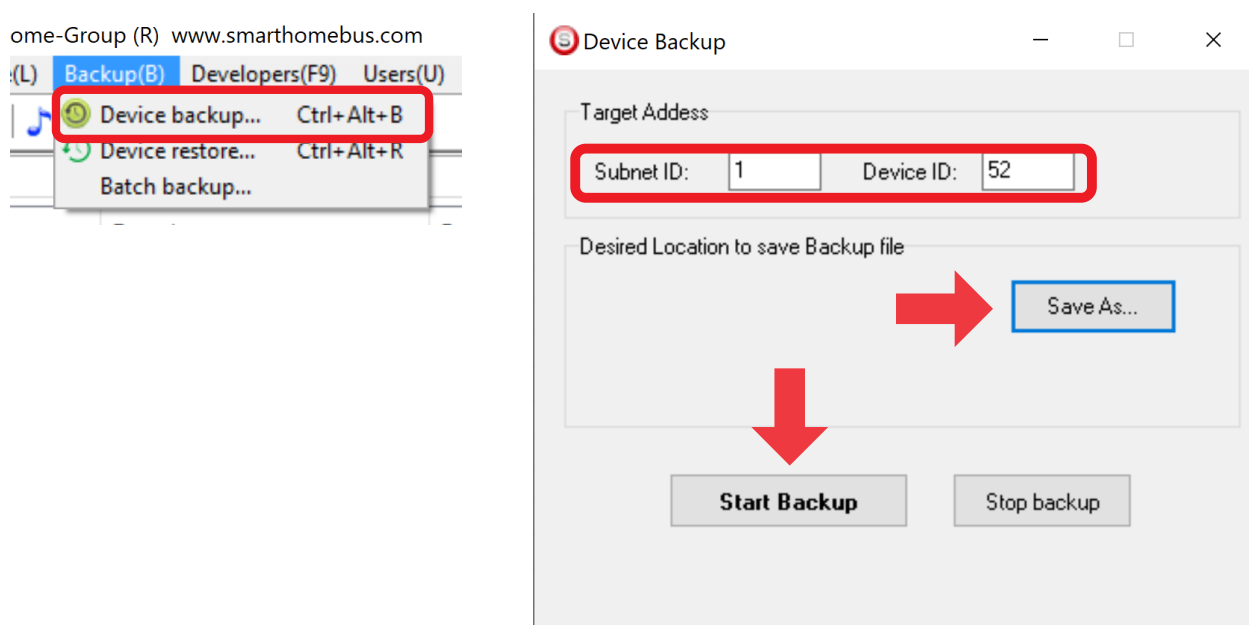 ome-Group (R) www.smarthomebus.com
(L) Backup(B) Developers(F9) Users(U)
Device backup... Ctrl+Alt+B
Device restore... Ctrl+Alt+R
Batch backup...
Device Backup
Target Addess
Subnet ID: 1 Device ID: 52
Desired Location to save Backup file
Save As...
Start Backup Stop backup